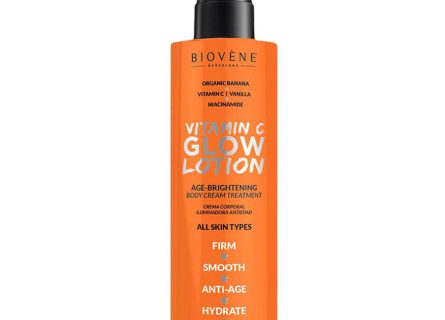 BIOVÈNE
BARCELONA
ORGANIC BANANA
VITAMIN C | VANILLA
NIACINAMIDE
VITAMIN C
GLOW
LOTION
AGE-BRIGHTENING
BODY CREAM TREATMENT
CREMA CORPORAL
ILUMINADORA ANTIEDAD
ALL SKIN TYPES
FIRM
SMOOTH
ANTI-AGE
HYDRATE